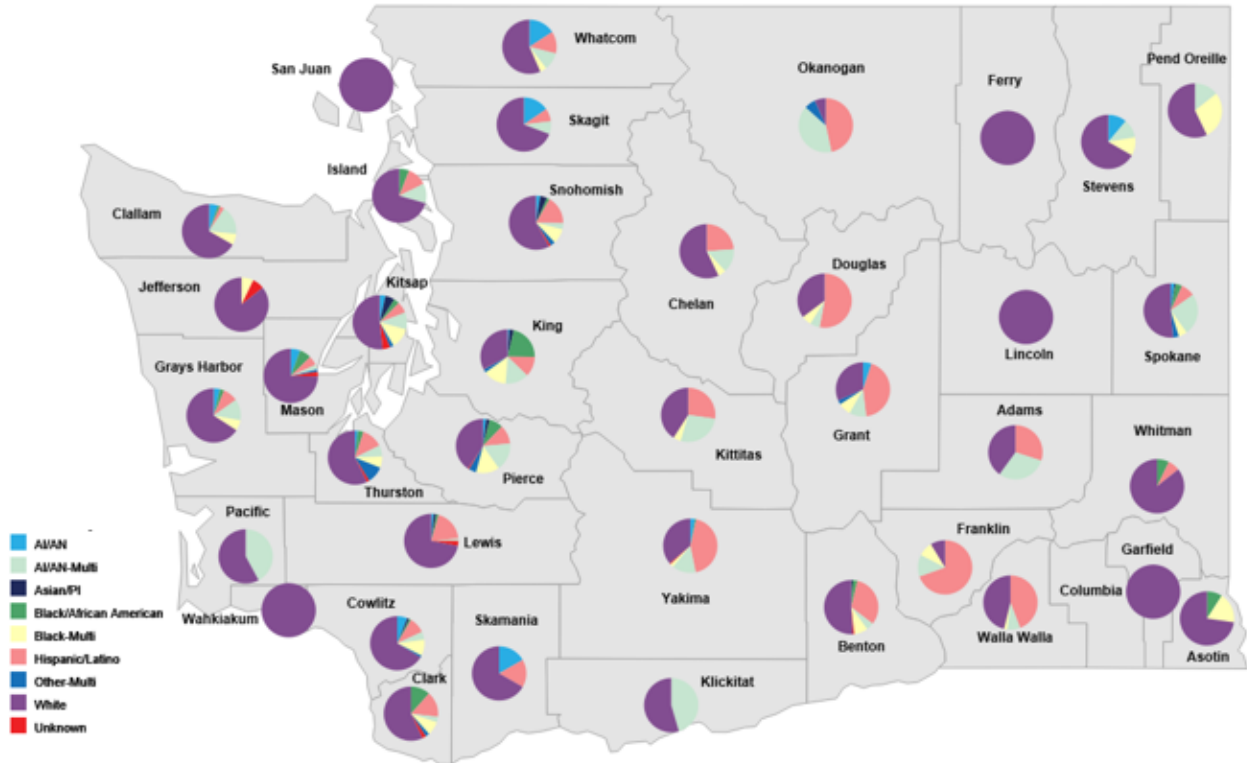 Whatcom
San Juan
Okanogan
Ferry
Pend Oreille
Skagit
Island
Stevens
Snohomish
Clallam
Douglas
Jefferson
Kitsap
Chelan
King
Lincoln
Spokane
Grays Harbor
Mason
Adams
Grant
Whitman
Kittitas
Pierce
Thurston
Pacific
Franklin
Lewis
Garfield
AI/AN
AI/AN-Multi
Asian/PI
Black/African American
Black-Multi
Hispanic/Latino
Other-Multi
White
Unknown
Columbia
Yakima
Wahkiakum
Cowlitz
Skamania
Walla Walla
Benton
Asotin
Clark
Klickitat